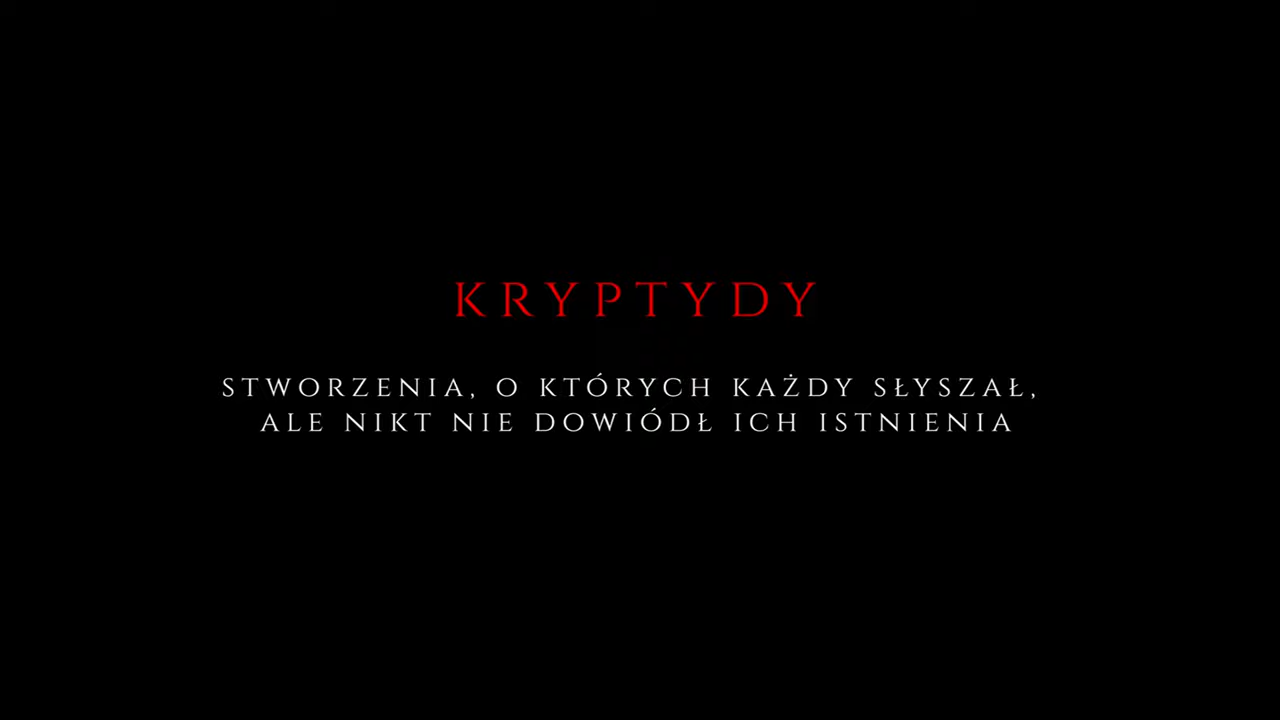 KRYPTYDY
STWORZENIA, O KTÓRYCH KAŻDY SŁYSZAŁ,
ALE NIKT NIE DOWIÓDŁ ICH ISTNIENIA